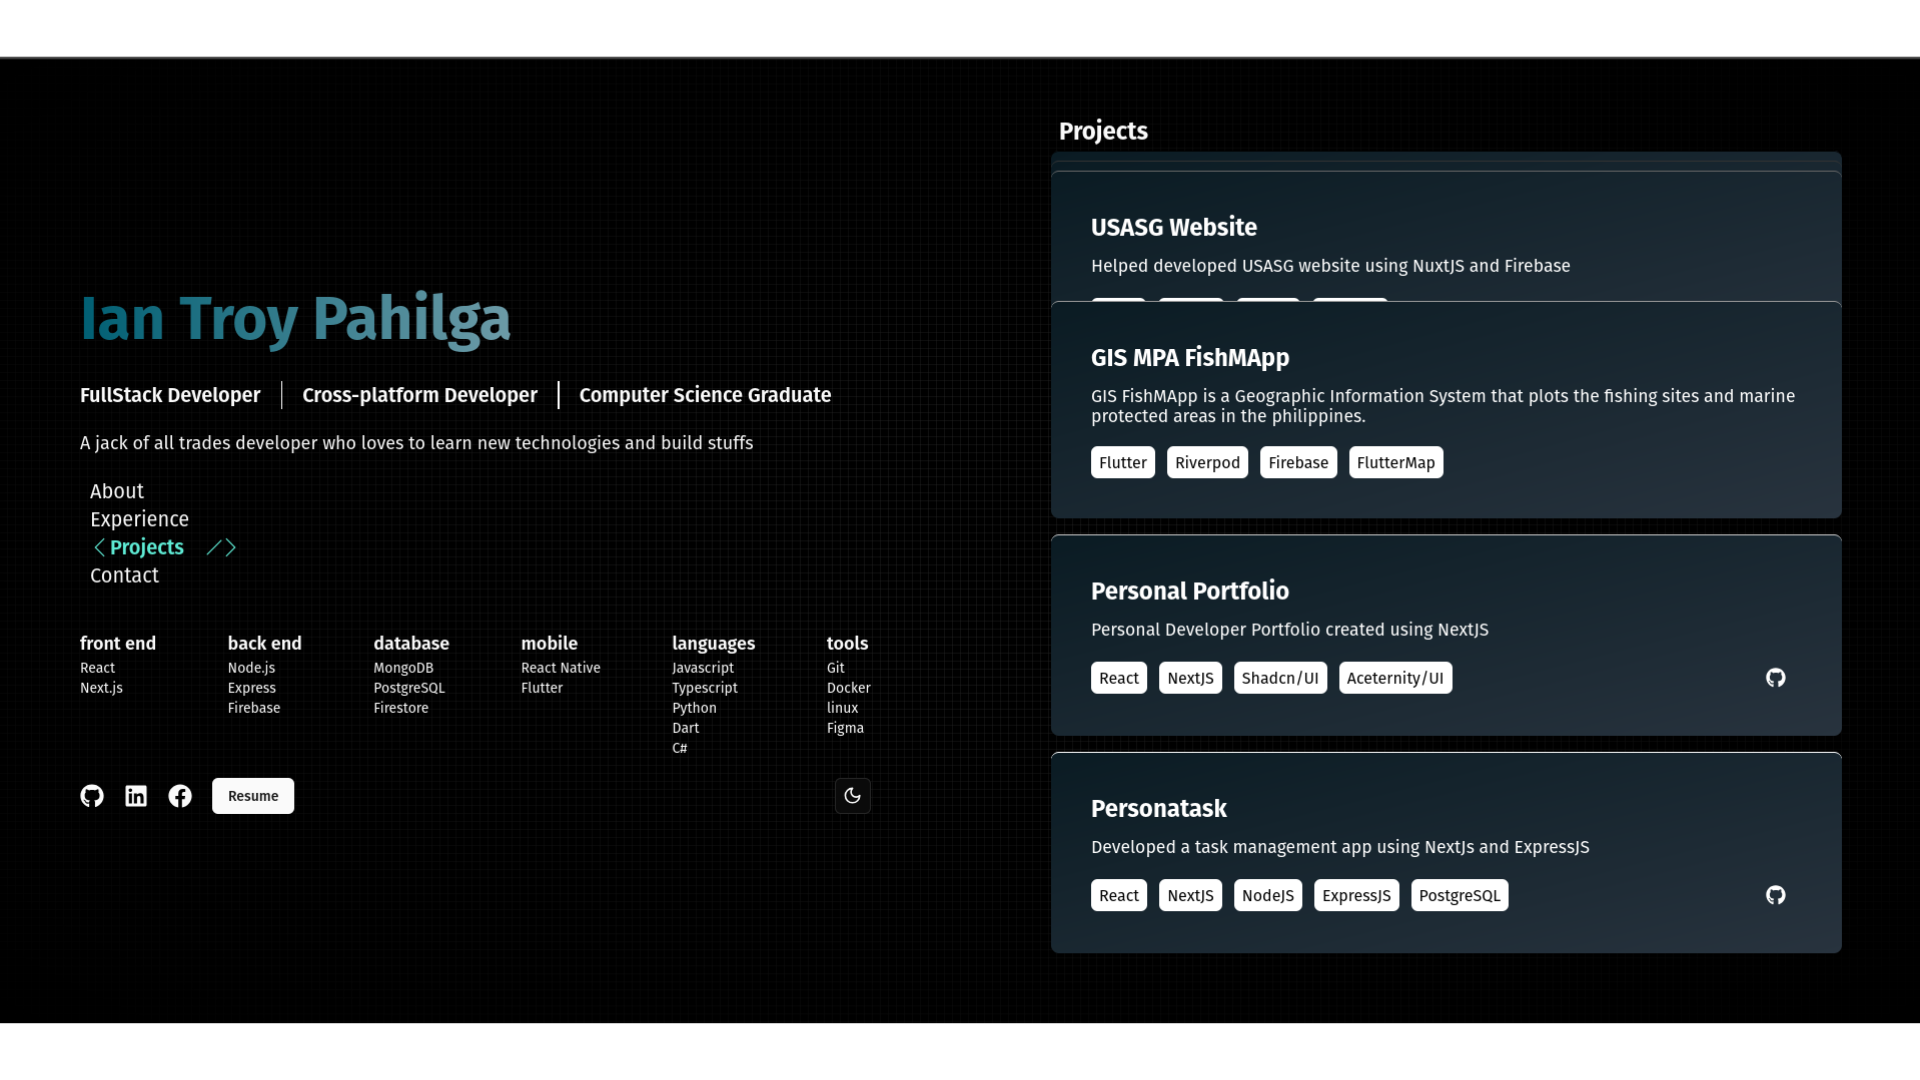 Ian Troy Pahilga
FullStack Developer
Cross-platform Developer
Computer Science Graduate
A jack of all trades developer who loves to learn new technologies and build stuffs
About
Experience
Projects
Contact
front end
React
Next.js
back end
Node.js
Express
Firebase
database
MongoDB
PostgreSQL
Firestore
mobile
React Native
Flutter
languages
Javascript
Typescript
Python
Dart
C#
tools
Git
Docker
linux
Figma
Resume
Projects
USASG Website
Helped developed USASG website using NuxtJS and Firebase
GIS MPA FishMApp
GIS FishMApp is a Geographic Information System that plots the fishing sites and marine
protected areas in the philippines.
Flutter
Riverpod
Firebase
FlutterMap
Personal Portfolio
Personal Developer Portfolio created using NextJS
React
NextJS
Shadcn/UI
Aceternity/UI
Personatask
Developed a task management app using NextJs and ExpressJS
React
NextJS
NodeJS
ExpressJS
PostgreSQL